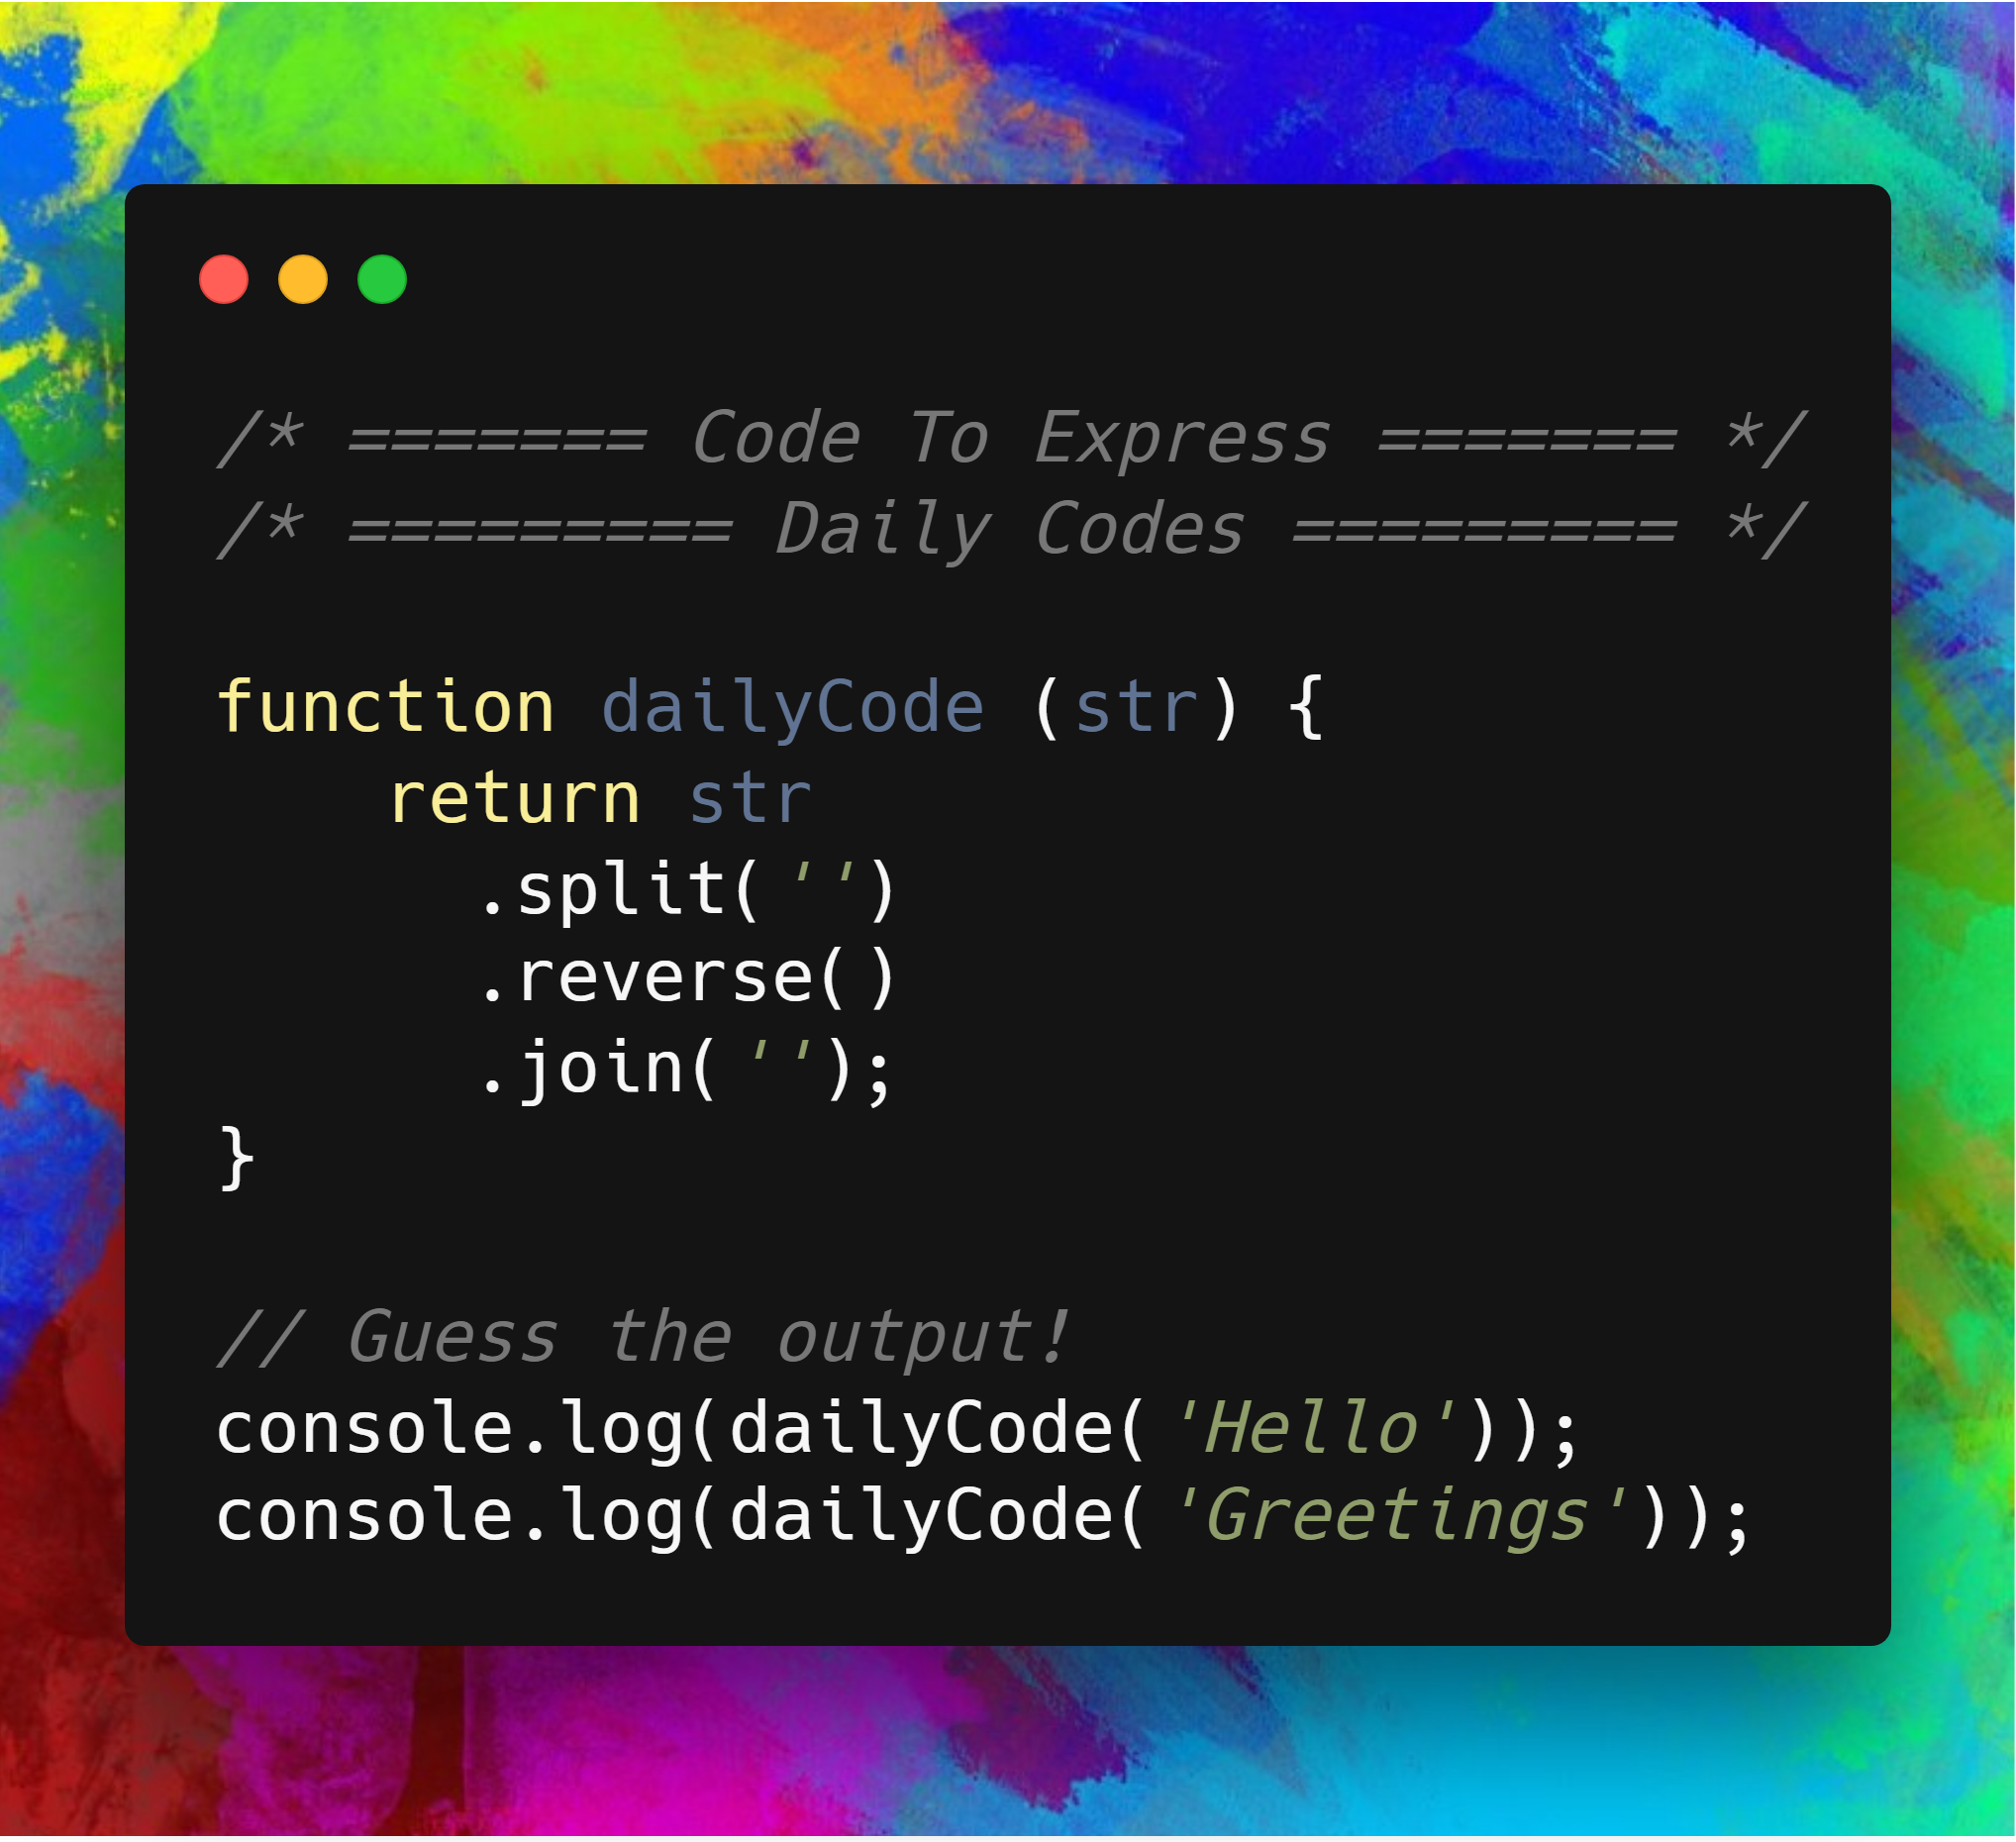 /* ======= Code To Express ======= */
/* ========= Daily Codes ========= */
function dailyCode (str) {
    return str
      .split('')
      .reverse()
      .join('');
}
// Guess the output!
console.log(dailyCode('Hello'));
console.log(dailyCode('Greetings'));